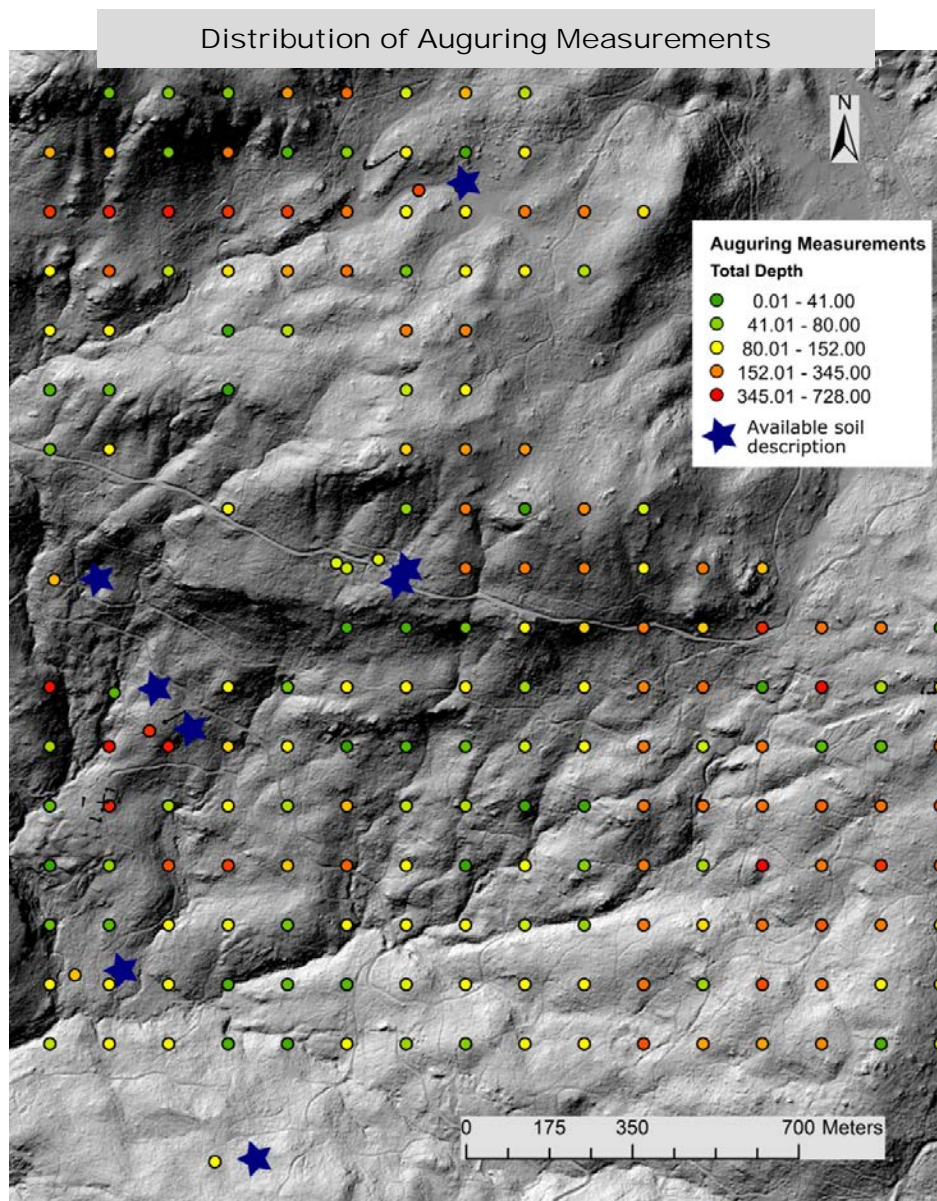 Distribution of Auguring Measurements
N
Auguring Measurements
Total Depth
0.01 - 41.00
41.01 - 80.00
80.01 - 152.00
152.01 - 345.00
345.01 - 728.00
Available soil
description
0 175 350 700 Meters